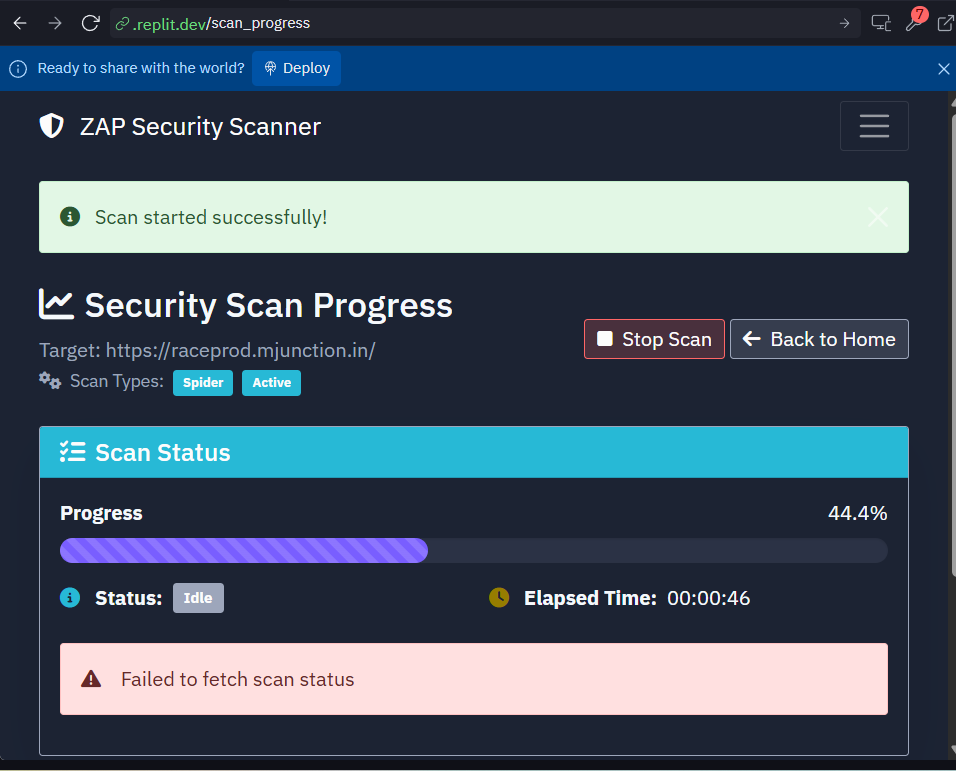 .replit.dev/scan_progress
7
Ready to share with the world? Deploy
ZAP Security Scanner
Scan started successfully!
Security Scan Progress
Target: https://raceprod.mjunction.in/
Scan Types: Spider Active
Stop Scan
Back to Home
Scan Status
Progress 44.4%
Status: Idle Elapsed Time: 00:00:46
Failed to fetch scan status